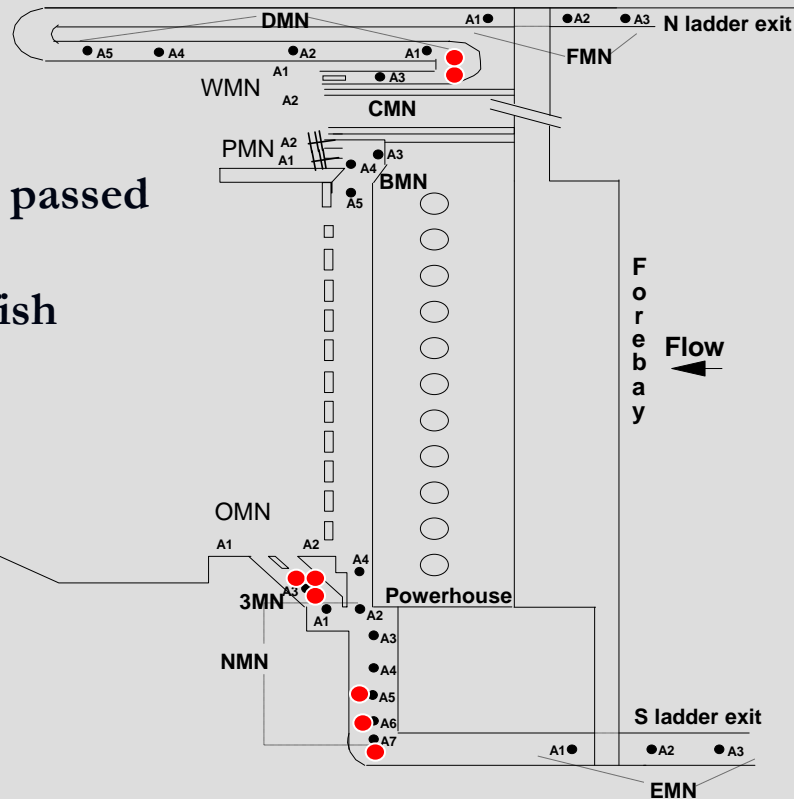 DMN
A1
A2
A3
N ladder exit
A5
A4
A2
A1
FMN
A1
WMN
A3
A2
CMN
A2
PMN
A1
A3
A4
BMN
passed
A5
ish
Forebay
Flow
OMN
A1
A2
A4
A3
Powerhouse
3MN
A1
A2
A3
NMN
A4
A5
A6
S ladder exit
A7
A1
A2
A3
EMN